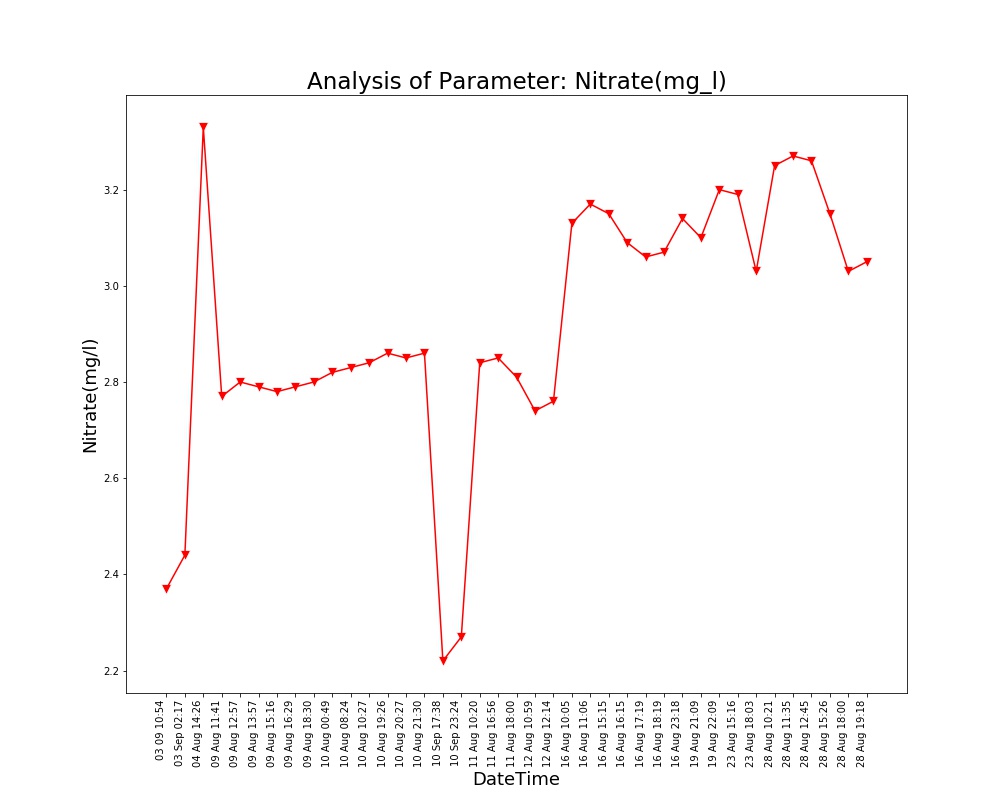 Analysis of Parameter: Nitrate(mg_l)
Nitrate(mg/l)
3.2
3.0
2.8
2.6
2.4
2.2
03 09 10:54
03 Sep 02:17
04 Aug 14:26
09 Aug 11:41
09 Aug 12:57
09 Aug 13:57
09 Aug 15:16
09 Aug 16:29
09 Aug 18:30
10 Aug 00:49
10 Aug 08:24
10 Aug 10:27
10 Aug 19:26
10 Aug 20:27
10 Aug 21:30
10 Sep 17:38
10 Sep 23:24
11 Aug 10:20
11 Aug 16:56
11 Aug 18:00
12 Aug 10:59
12 Aug 12:14
16 Aug 10:05
16 Aug 11:06
16 Aug 15:15
16 Aug 16:15
16 Aug 17:19
16 Aug 18:19
16 Aug 23:18
19 Aug 21:09
19 Aug 22:09
23 Aug 15:16
23 Aug 18:03
28 Aug 10:21
28 Aug 11:35
28 Aug 12:45
28 Aug 15:26
28 Aug 18:00
28 Aug 19:18
DateTime